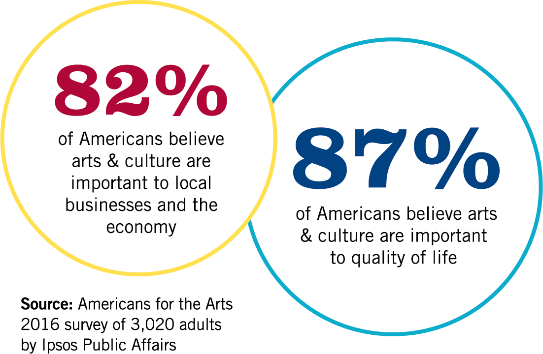 82%
of Americans believe
arts & culture are
important to local
businesses and the
economy
87%
of Americans believe arts
& culture are important
to quality of life
Source: Americans for the Arts
2016 survey of 3,020 adults
by Ipsos Public Affairs